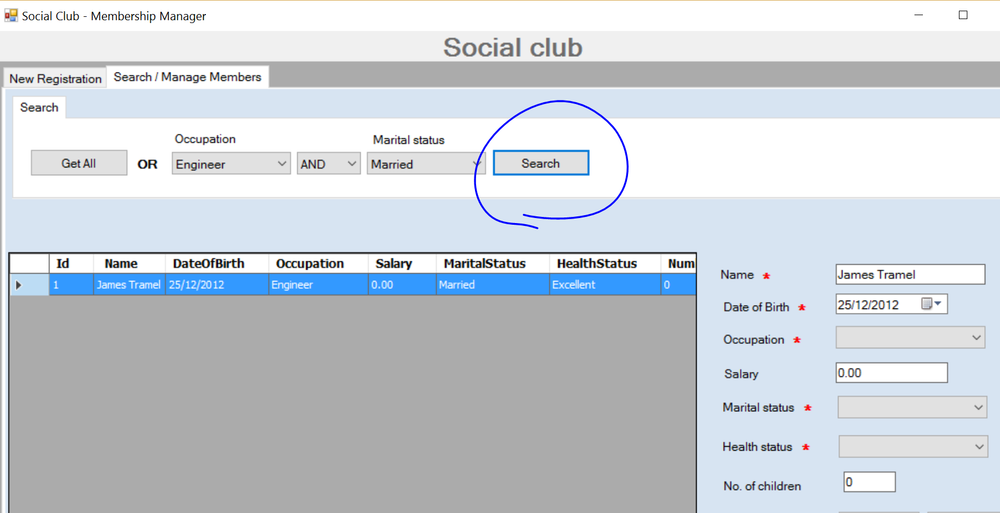 Social Club - Membership Manager
Social club
New Registration Search / Manage Members
Search
Occupation Marital status
Get All OR Engineer AND Married Search
Id Name DateOfBirth Occupation Salary MaritalStatus HealthStatus Num
1 James Tramel 25/12/2012 Engineer 0.00 Married Excellent 0
Name * James Tramel
Date of Birth * 25/12/2012
Occupation *
Salary 0.00
Marital status *
Health status *
No. of children 0